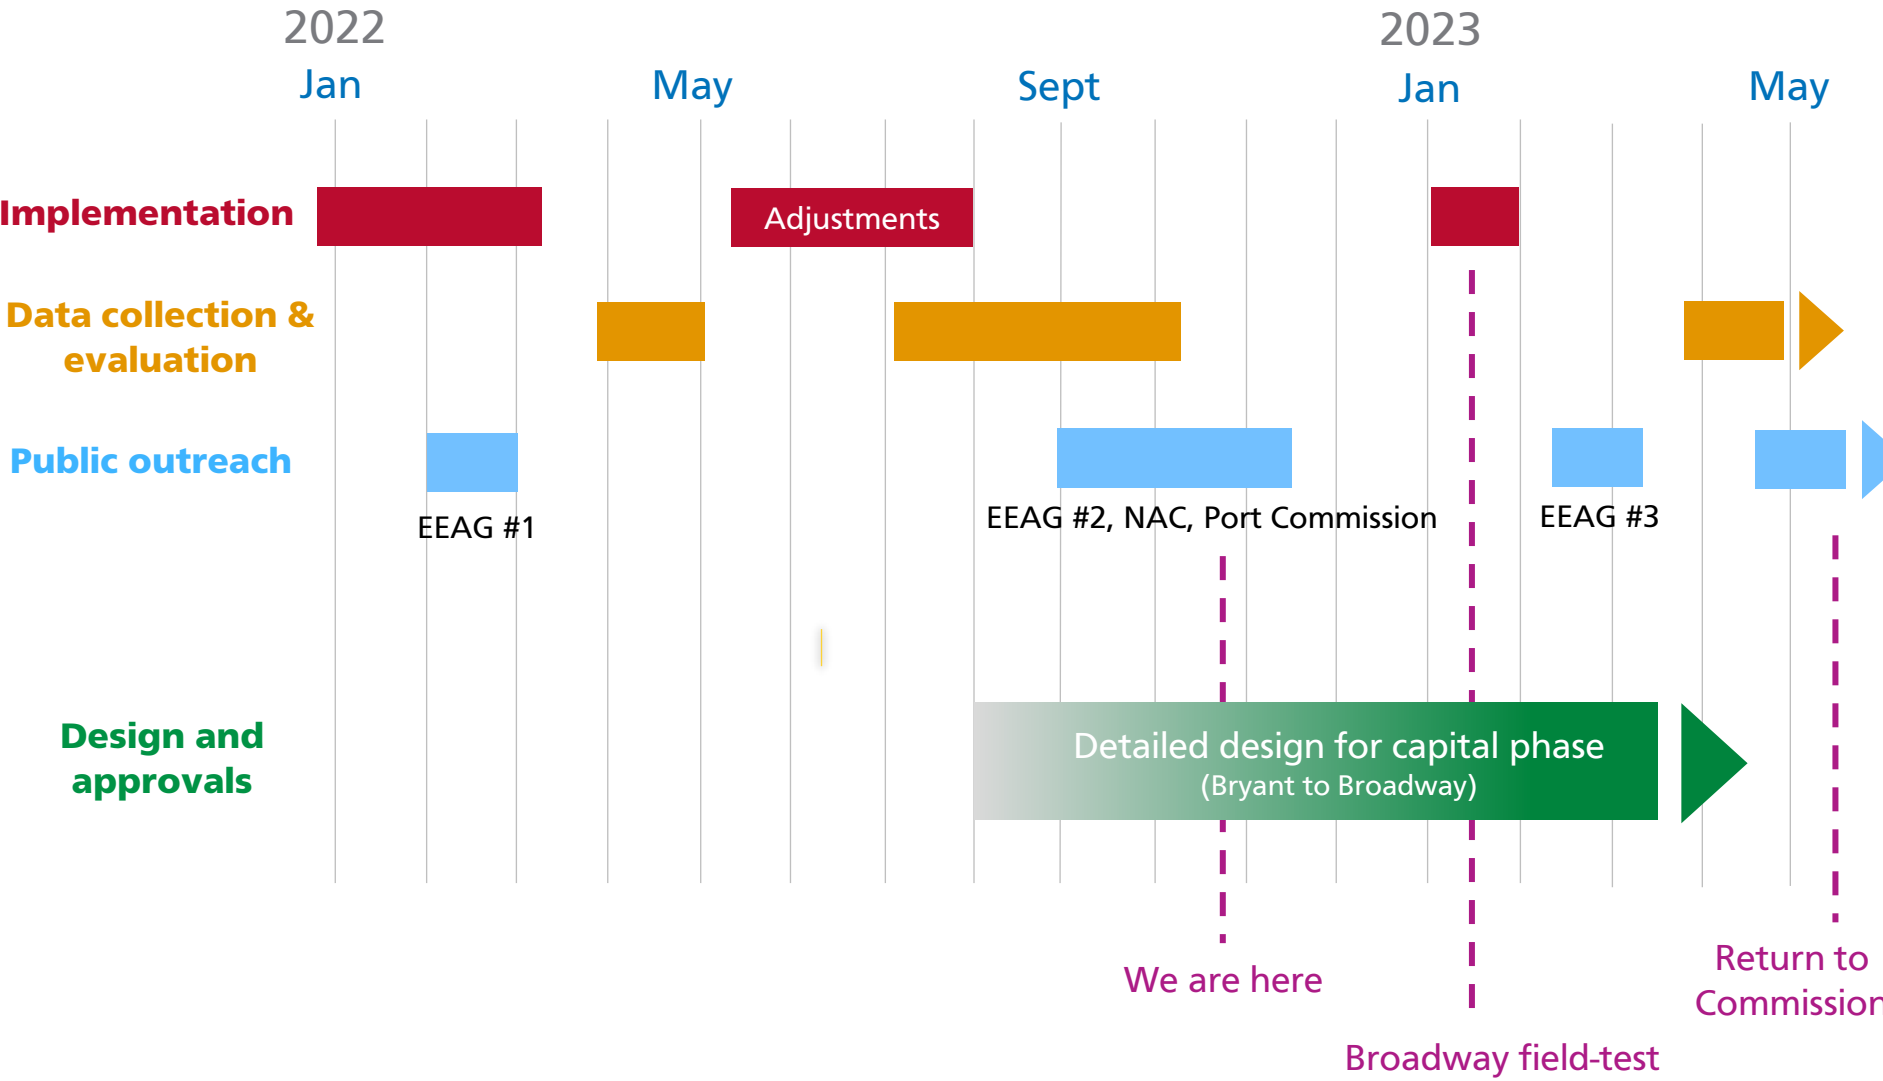 2022
2023
Jan
May
Sept
Jan
May
Implementation
Adjustments
Data collection &
evaluation
Public outreach
EEAG #1
EEAG #2, NAC, Port Commission
EEAG #3
Design and
approvals
Detailed design for capital phase
(Bryant to Broadway)
We are here
Return to
Commission
Broadway field-test